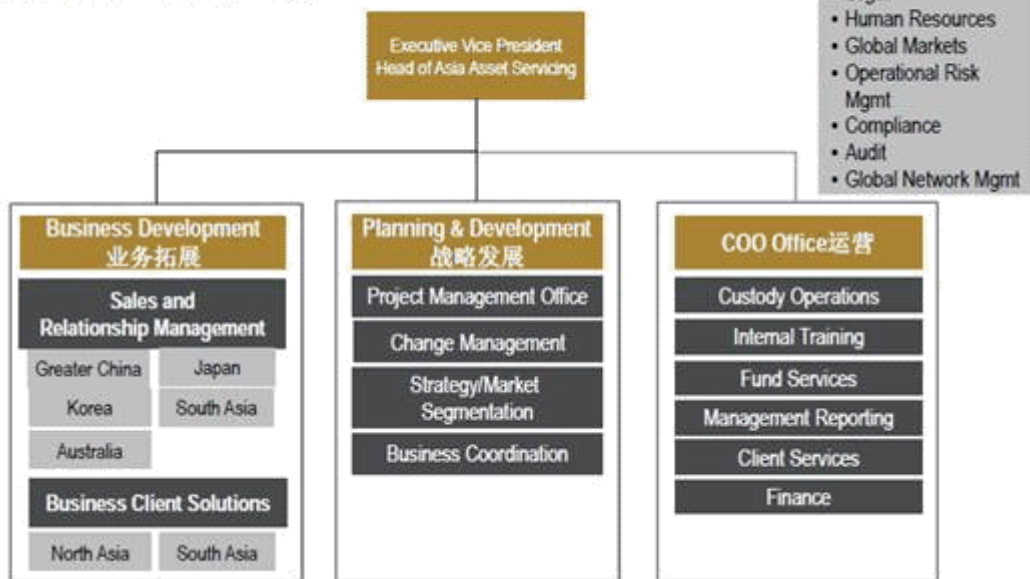 Executive Vice President
Head of Asia Asset Servicing
• Human Resources
• Global Markets
• Operational Risk
Mgmt
• Compliance
• Audit
• Global Network Mgmt
Business Development
业务拓展
Sales and
Relationship Management
Greater China
Japan
Korea
South Asia
Australia
Business Client Solutions
North Asia
South Asia
Planning & Development
战略发展
Project Management Office
Change Management
Strategy/Market
Segmentation
Business Coordination
COO Office运营
Custody Operations
Internal Training
Fund Services
Management Reporting
Client Services
Finance